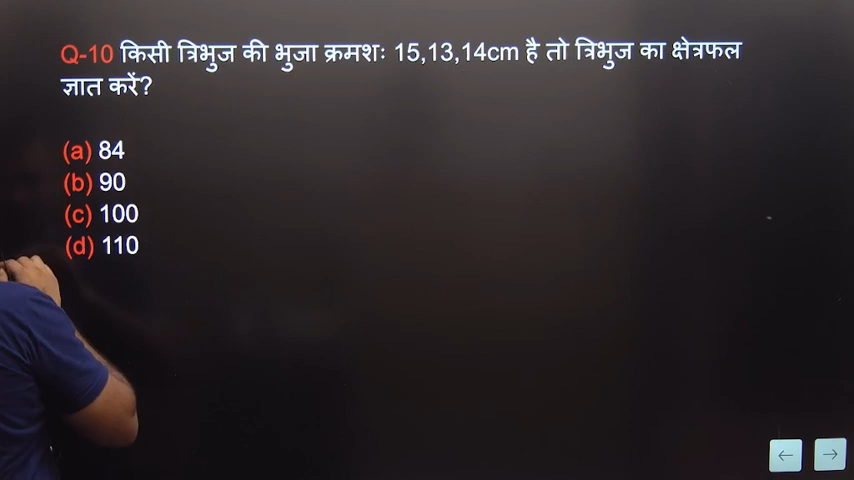 Q-10 किसी त्रिभुज की भुजा क्रमशः 15,13,14cm है तो त्रिभुज का क्षेत्रफल
ज्ञात करें?
(a) 84
(b) 90
(c) 100
(d) 110